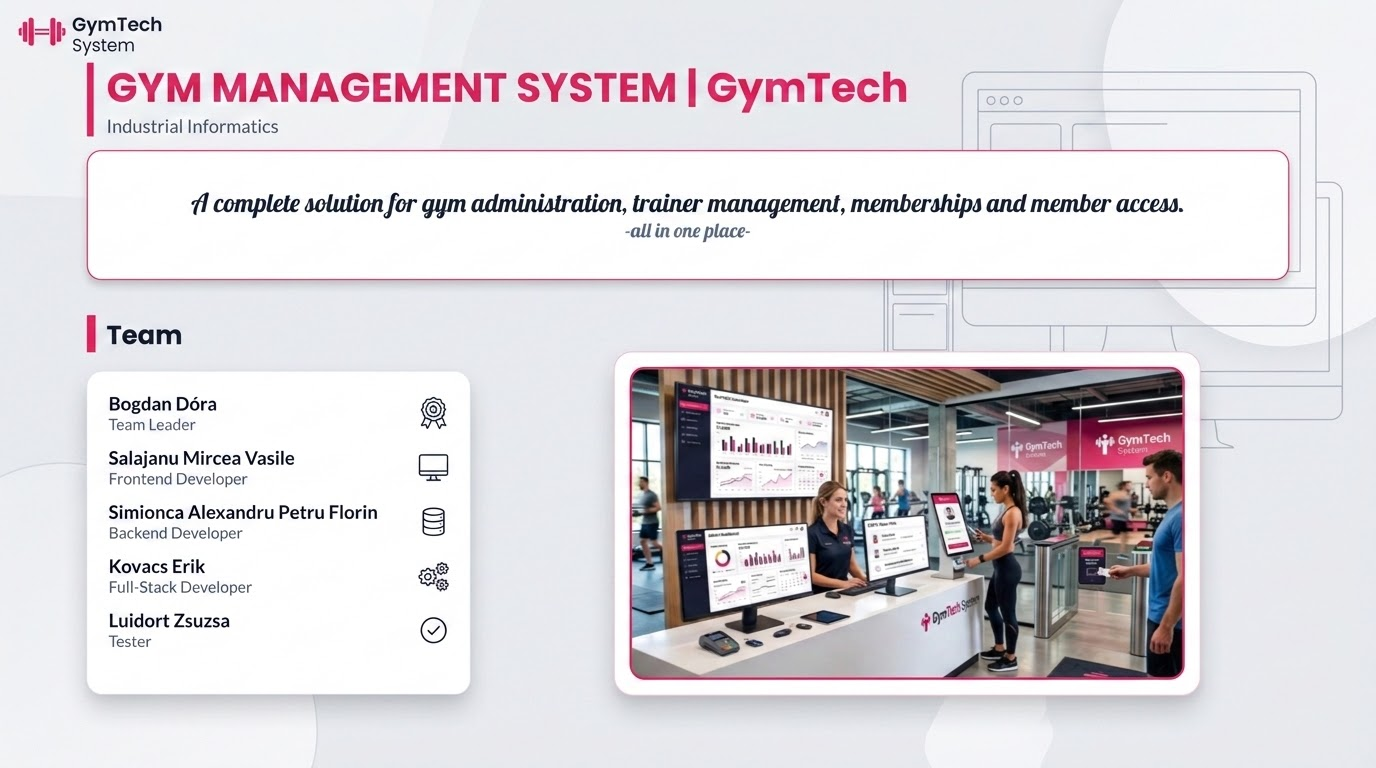 GymTech
System
GYM MANAGEMENT SYSTEM | GymTech
Industrial Informatics
A complete solution for gym administration, trainer management, memberships and member access.
-all in one place-
Team
Bogdan Dóra
Team Leader
Salajanu Mircea Vasile
Frontend Developer
Simionca Alexandru Petru Florin
Backend Developer
Kovacs Erik
Full-Stack Developer
Luidort Zsuzsa
Tester
GymTech
GymTech
System
GymTech System